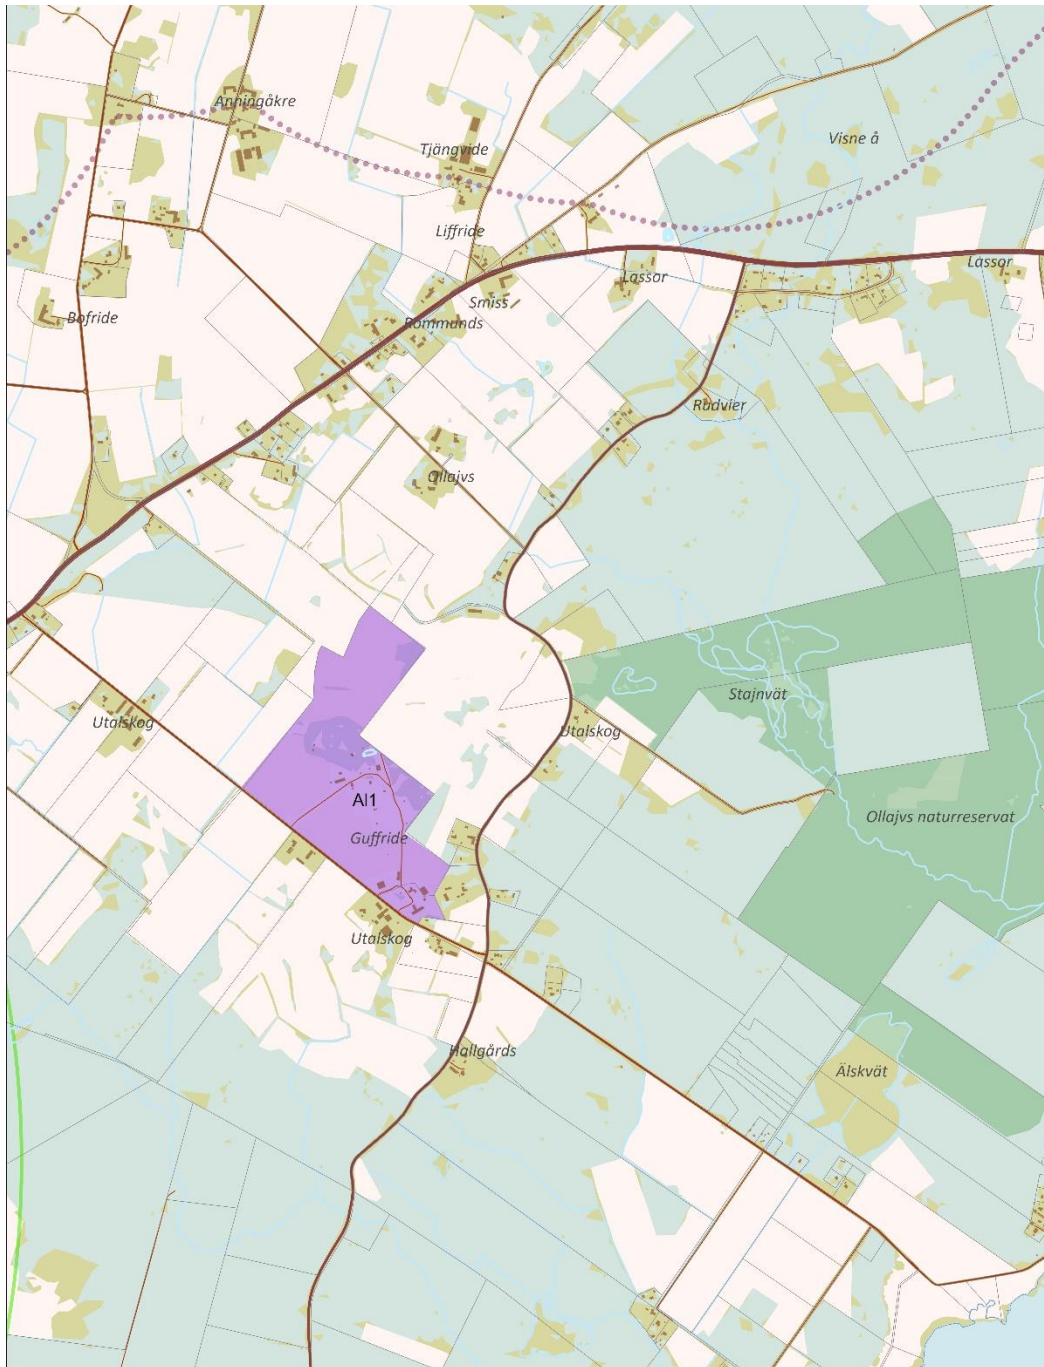 Anningåkre
Visne å
Tjängvide
Liffride
Lassor
Lassor
Smiss
Bofride
Rommunds
Rudvier
Ollajvs
Stajnvät
Utalskog
Utalskog
Al1
Ollajvs naturreservat
Guffride
Utalskog
Hallgårds
Älskvät